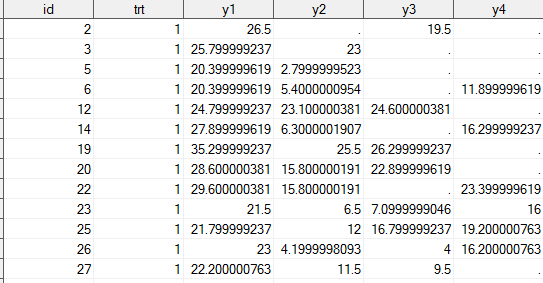 id trt y1 y2 y3 y4
2 1 26.5 . 19.5 .
3 1 25.799999237 23 . .
5 1 20.399999619 2.7999999523 . .
6 1 20.399999619 5.4000000954 . 11.899999619
12 1 24.799999237 23.100000381 24.600000381 .
14 1 27.899999619 6.3000001907 . 16.299999237
19 1 35.299999237 25.5 26.299999237 .
20 1 28.600000381 15.800000191 22.899999619 .
22 1 29.600000381 15.800000191 . 23.399999619
23 1 21.5 6.5 7.0999999046 16
25 1 21.799999237 12 16.799999237 19.200000763
26 1 23 4.1999998093 4 16.200000763
27 1 22.200000763 11.5 9.5 .